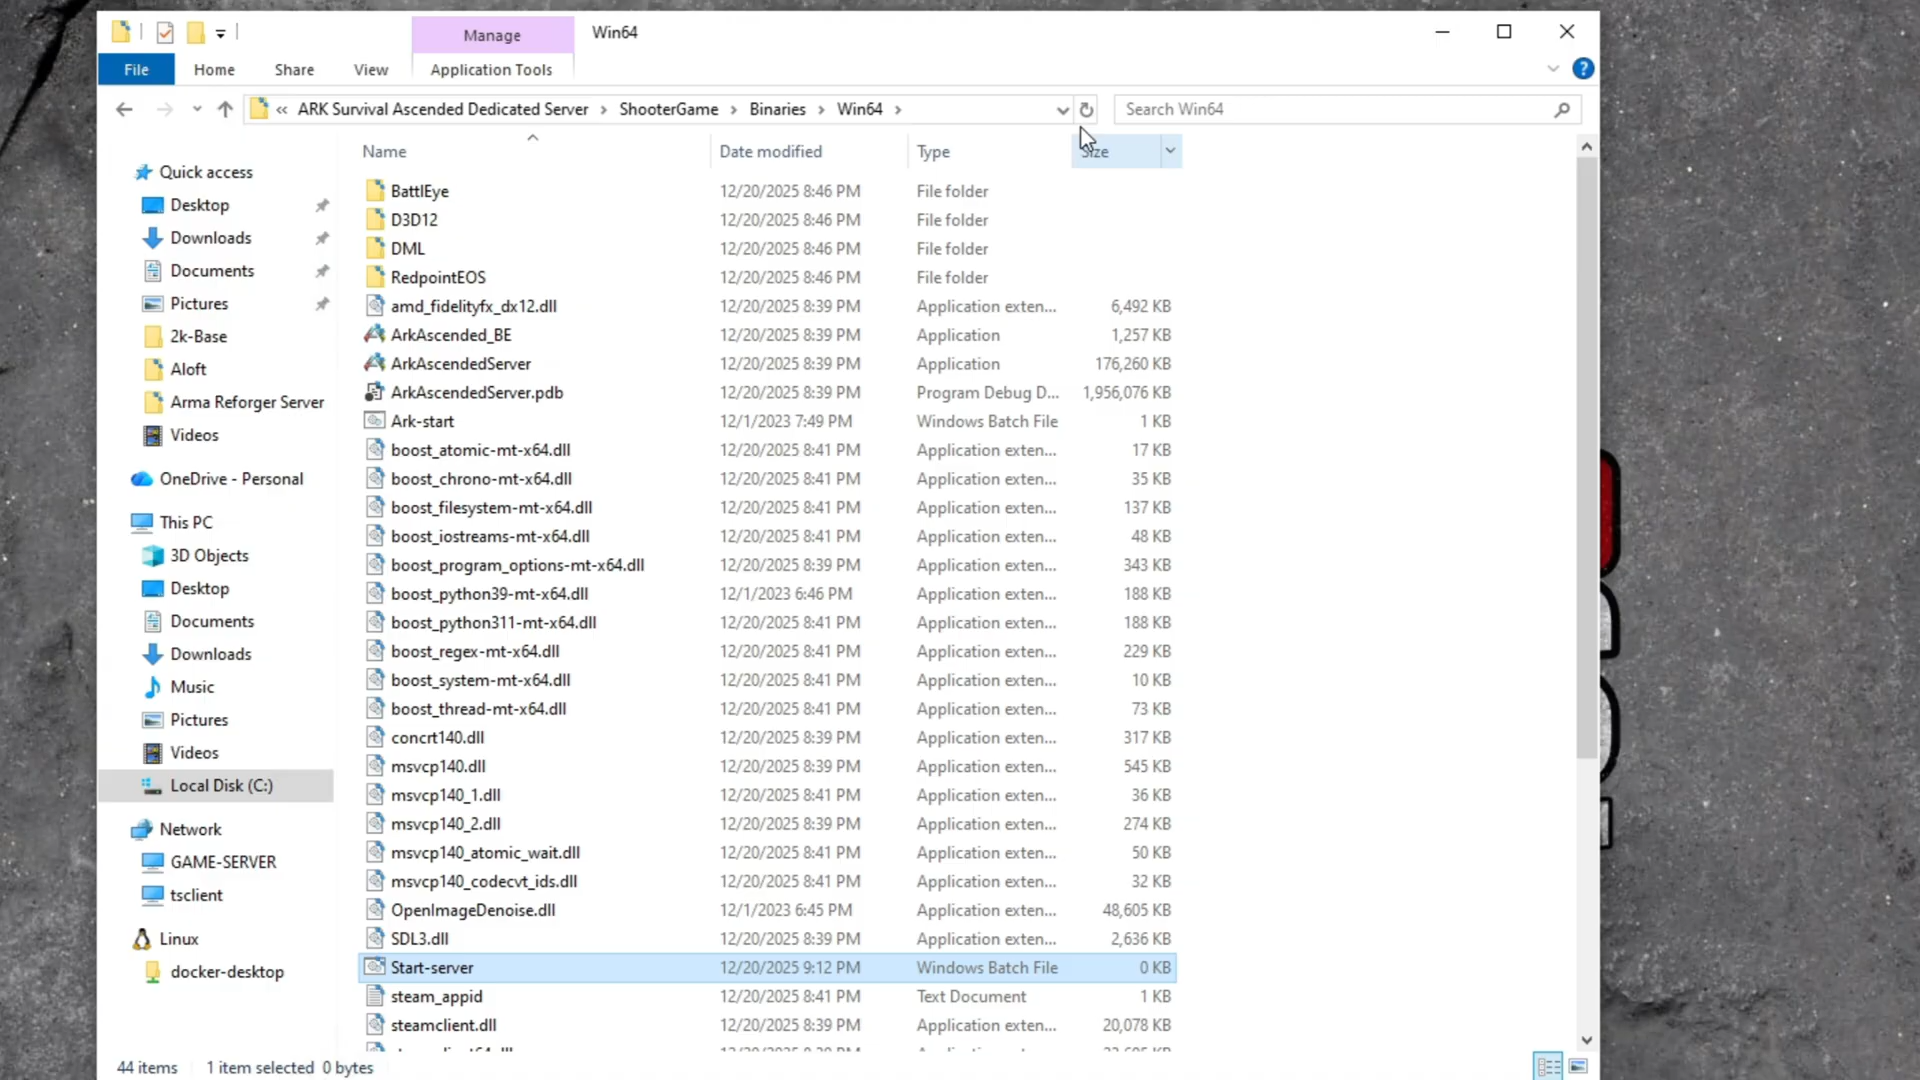 Manage
Win64
File
Home
Share
View
Application Tools
« ARK Survival Ascended Dedicated Server > ShooterGame > Binaries > Win64 >
Search Win64
Name
Date modified
Type
Size
Quick access
Desktop
Downloads
Documents
Pictures
2k-Base
Aloft
Arma Reforger Server
Videos
OneDrive - Personal
This PC
3D Objects
Desktop
Documents
Downloads
Music
Pictures
Videos
Local Disk (C:)
Network
GAME-SERVER
tsclient
Linux
docker-desktop
BattlEye 12/20/2025 8:46 PM File folder
D3D12 12/20/2025 8:46 PM File folder
DML 12/20/2025 8:46 PM File folder
RedpointEOS 12/20/2025 8:46 PM File folder
amd_fidelityfx_dx12.dll 12/20/2025 8:39 PM Application exten... 6,492 KB
ArkAscended_BE 12/20/2025 8:39 PM Application 1,257 KB
ArkAscendedServer 12/20/2025 8:39 PM Application 176,260 KB
ArkAscendedServer.pdb 12/20/2025 8:39 PM Program Debug D... 1,956,076 KB
Ark-start 12/1/2023 7:49 PM Windows Batch File 1 KB
boost_atomic-mt-x64.dll 12/20/2025 8:41 PM Application exten... 17 KB
boost_chrono-mt-x64.dll 12/20/2025 8:41 PM Application exten... 35 KB
boost_filesystem-mt-x64.dll 12/20/2025 8:41 PM Application exten... 137 KB
boost_iostreams-mt-x64.dll 12/20/2025 8:41 PM Application exten... 48 KB
boost_program_options-mt-x64.dll 12/20/2025 8:39 PM Application exten... 343 KB
boost_python39-mt-x64.dll 12/1/2023 6:46 PM Application exten... 188 KB
boost_python311-mt-x64.dll 12/20/2025 8:41 PM Application exten... 188 KB
boost_regex-mt-x64.dll 12/20/2025 8:41 PM Application exten... 229 KB
boost_system-mt-x64.dll 12/20/2025 8:41 PM Application exten... 10 KB
boost_thread-mt-x64.dll 12/20/2025 8:41 PM Application exten... 73 KB
concrt140.dll 12/20/2025 8:39 PM Application exten... 317 KB
msvcp140.dll 12/20/2025 8:39 PM Application exten... 545 KB
msvcp140_1.dll 12/20/2025 8:41 PM Application exten... 36 KB
msvcp140_2.dll 12/20/2025 8:39 PM Application exten... 274 KB
msvcp140_atomic_wait.dll 12/20/2025 8:41 PM Application exten... 50 KB
msvcp140_codecvt_ids.dll 12/20/2025 8:41 PM Application exten... 32 KB
OpenImageDenoise.dll 12/1/2023 6:45 PM Application exten... 48,605 KB
SDL3.dll 12/20/2025 8:39 PM Application exten... 2,636 KB
Start-server 12/20/2025 9:12 PM Windows Batch File 0 KB
steam_appid 12/20/2025 8:41 PM Text Document 1 KB
steamclient.dll 12/20/2025 8:39 PM Application exten... 20,078 KB
44 items
1 item selected 0 bytes